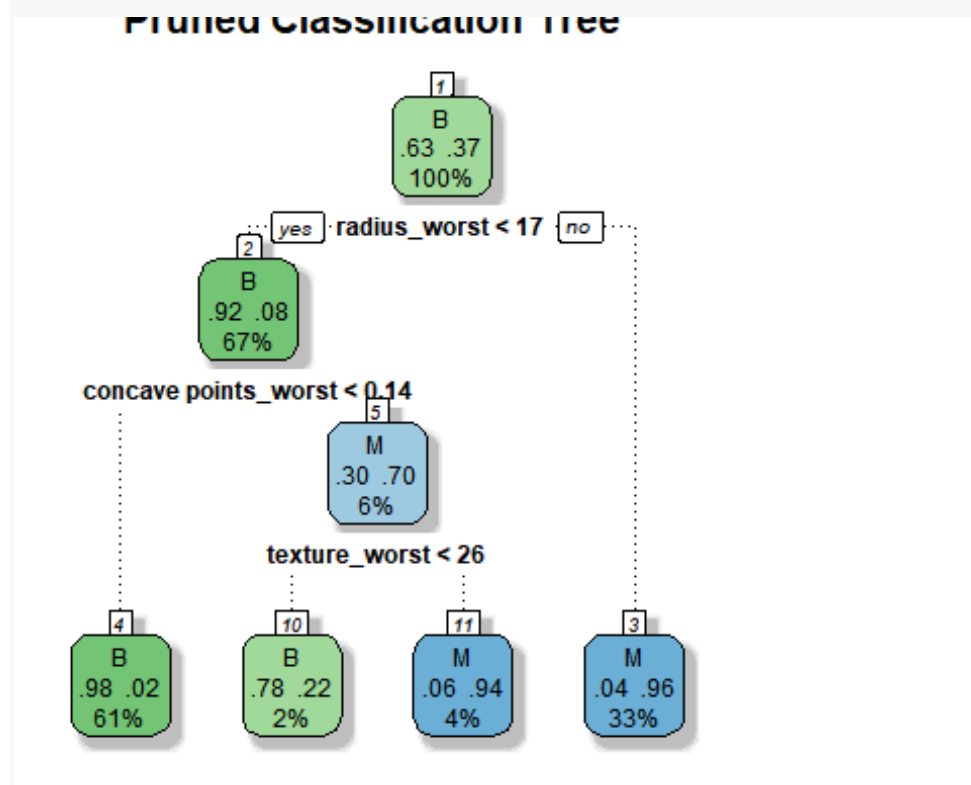 Pruned Classification Tree
1
B
.63 .37
100%
yes radius_worst < 17 no
2
B
.92 .08
67%
concave points_worst < 0.14
5
M
.30 .70
6%
texture_worst < 26
4
B
.98 .02
61%
10
B
.78 .22
2%
11
M
.06 .94
4%
3
M
.04 .96
33%